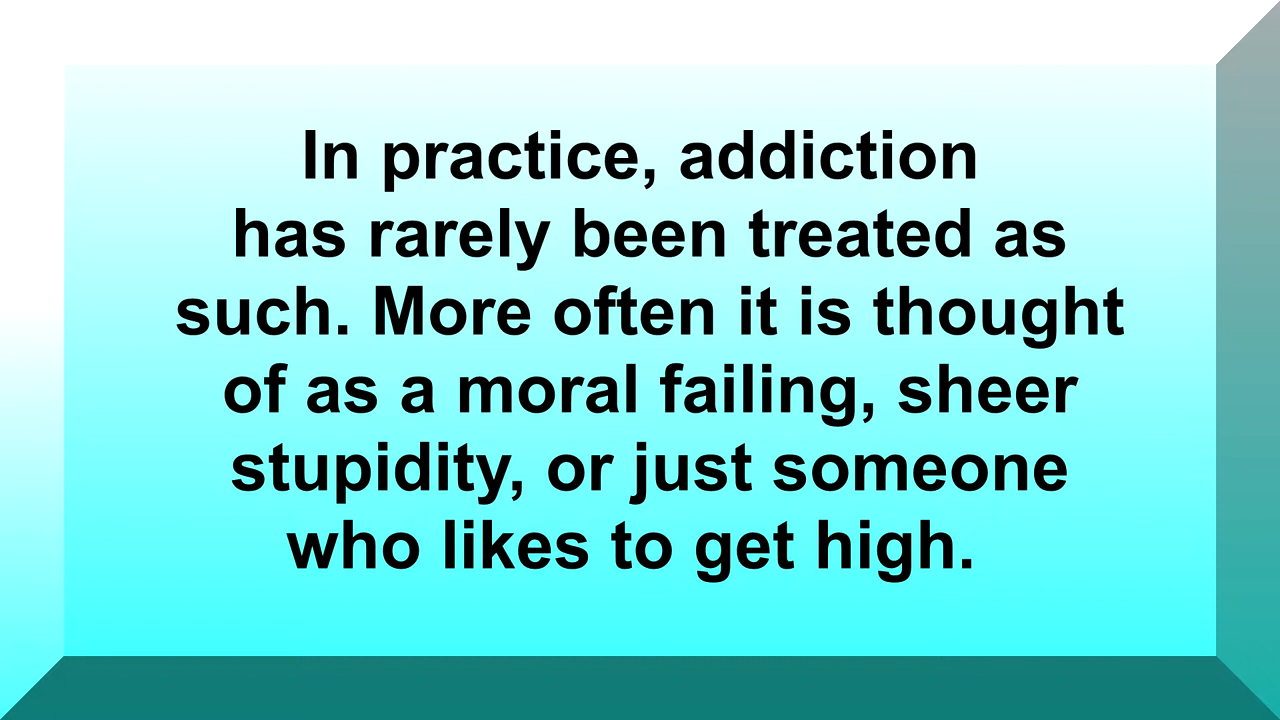 In practice, addiction
has rarely been treated as
such. More often it is thought
of as a moral failing, sheer
stupidity, or just someone
who likes to get high.